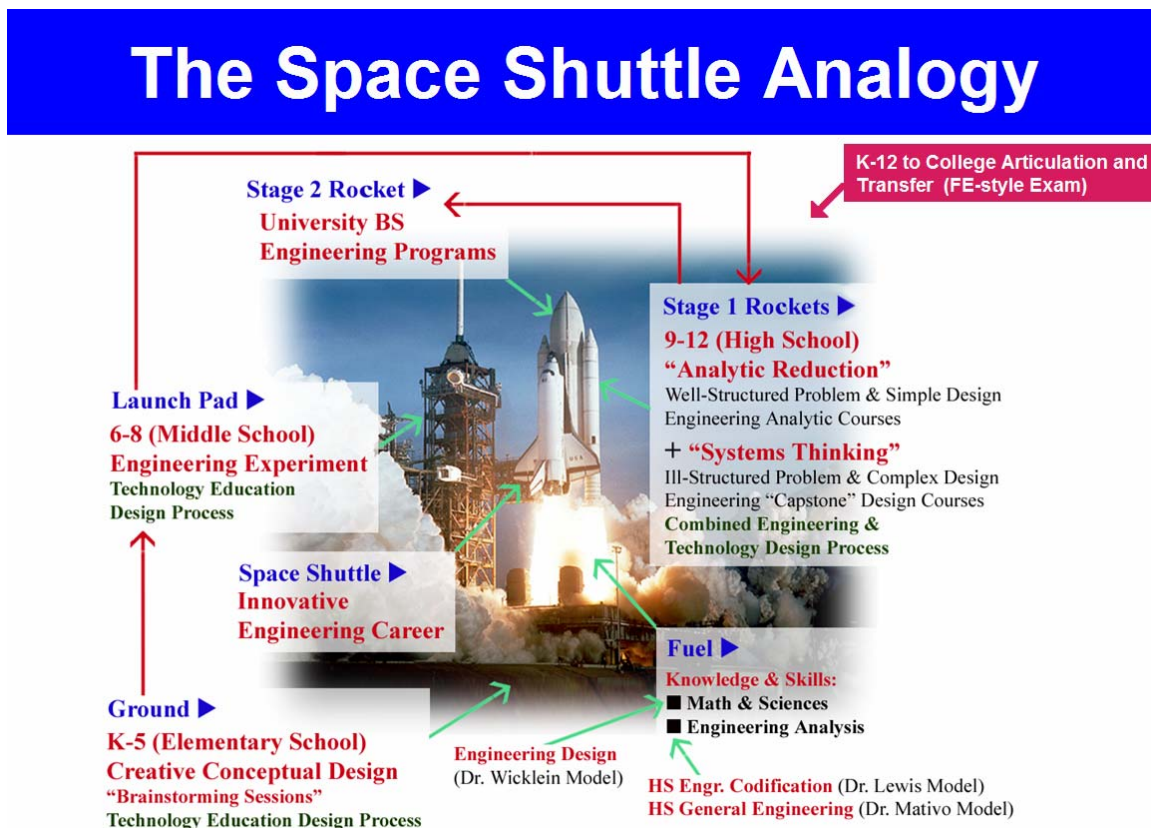 The Space Shuttle Analogy
K-12 to College Articulation and
Transfer (FE-style Exam)
Stage 2 Rocket ▶
University BS
Engineering Programs
Stage 1 Rockets ▶
9-12 (High School)
“Analytic Reduction”
Well-Structured Problem & Simple Design
Engineering Analytic Courses
+ “Systems Thinking”
Ill-Structured Problem & Complex Design
Engineering “Capstone” Design Courses
Combined Engineering &
Technology Design Process
Launch Pad ▶
6-8 (Middle School)
Engineering Experiment
Technology Education
Design Process
Space Shuttle ▶
Innovative
Engineering Career
Fuel ▶
Knowledge & Skills:
■ Math & Sciences
■ Engineering Analysis
Ground ▶
K-5 (Elementary School)
Creative Conceptual Design
“Brainstorming Sessions”
Technology Education Design Process
Engineering Design
(Dr. Wicklein Model)
HS Engr. Codification (Dr. Lewis Model)
HS General Engineering (Dr. Mativo Model)